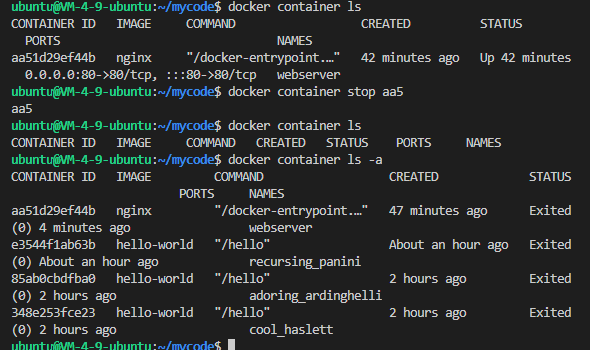 ubuntu@VM-4-9-ubuntu:~/mycode$ docker container ls
CONTAINER ID   IMAGE     COMMAND                  CREATED          STATUS
  PORTS                               NAMES
aa51d29ef44b   nginx     "/docker-entrypoint.…"   42 minutes ago   Up 42 minutes
  0.0.0.0:80->80/tcp, :::80->80/tcp   webserver
ubuntu@VM-4-9-ubuntu:~/mycode$ docker container stop aa5
aa5
ubuntu@VM-4-9-ubuntu:~/mycode$ docker container ls
CONTAINER ID   IMAGE     COMMAND   CREATED   STATUS    PORTS     NAMES
ubuntu@VM-4-9-ubuntu:~/mycode$ docker container ls -a
CONTAINER ID   IMAGE         COMMAND                  CREATED             STATUS
                         PORTS     NAMES
aa51d29ef44b   nginx         "/docker-entrypoint.…"   47 minutes ago      Exited
(0) 4 minutes ago                  webserver
e3544f1ab63b   hello-world   "/hello"                 About an hour ago   Exited
(0) About an hour ago              recursing_panini
85ab0cbdfba0   hello-world   "/hello"                 2 hours ago         Exited
(0) 2 hours ago                    adoring_ardinghelli
348e253fce23   hello-world   "/hello"                 2 hours ago         Exited
(0) 2 hours ago                    cool_haslett
ubuntu@VM-4-9-ubuntu:~/mycode$